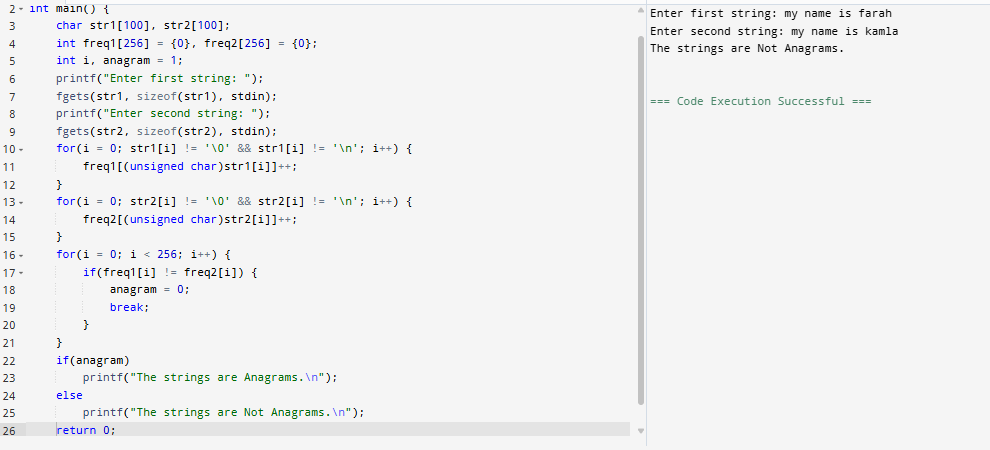 2 int main() {
3     char str1[100], str2[100];
4     int freq1[256] = {0}, freq2[256] = {0};
5     int i, anagram = 1;
6     printf("Enter first string: ");
7     fgets(str1, sizeof(str1), stdin);
8     printf("Enter second string: ");
9     fgets(str2, sizeof(str2), stdin);
10     for(i = 0; str1[i] != '\0' && str1[i] != '\n'; i++) {
11         freq1[(unsigned char)str1[i]]++;
12     }
13     for(i = 0; str2[i] != '\0' && str2[i] != '\n'; i++) {
14         freq2[(unsigned char)str2[i]]++;
15     }
16     for(i = 0; i < 256; i++) {
17         if(freq1[i] != freq2[i]) {
18             anagram = 0;
19             break;
20         }
21     }
22     if(anagram)
23         printf("The strings are Anagrams.\n");
24     else
25         printf("The strings are Not Anagrams.\n");
26     return 0;
Enter first string: my name is farah
Enter second string: my name is kamla
The strings are Not Anagrams.
=== Code Execution Successful ===